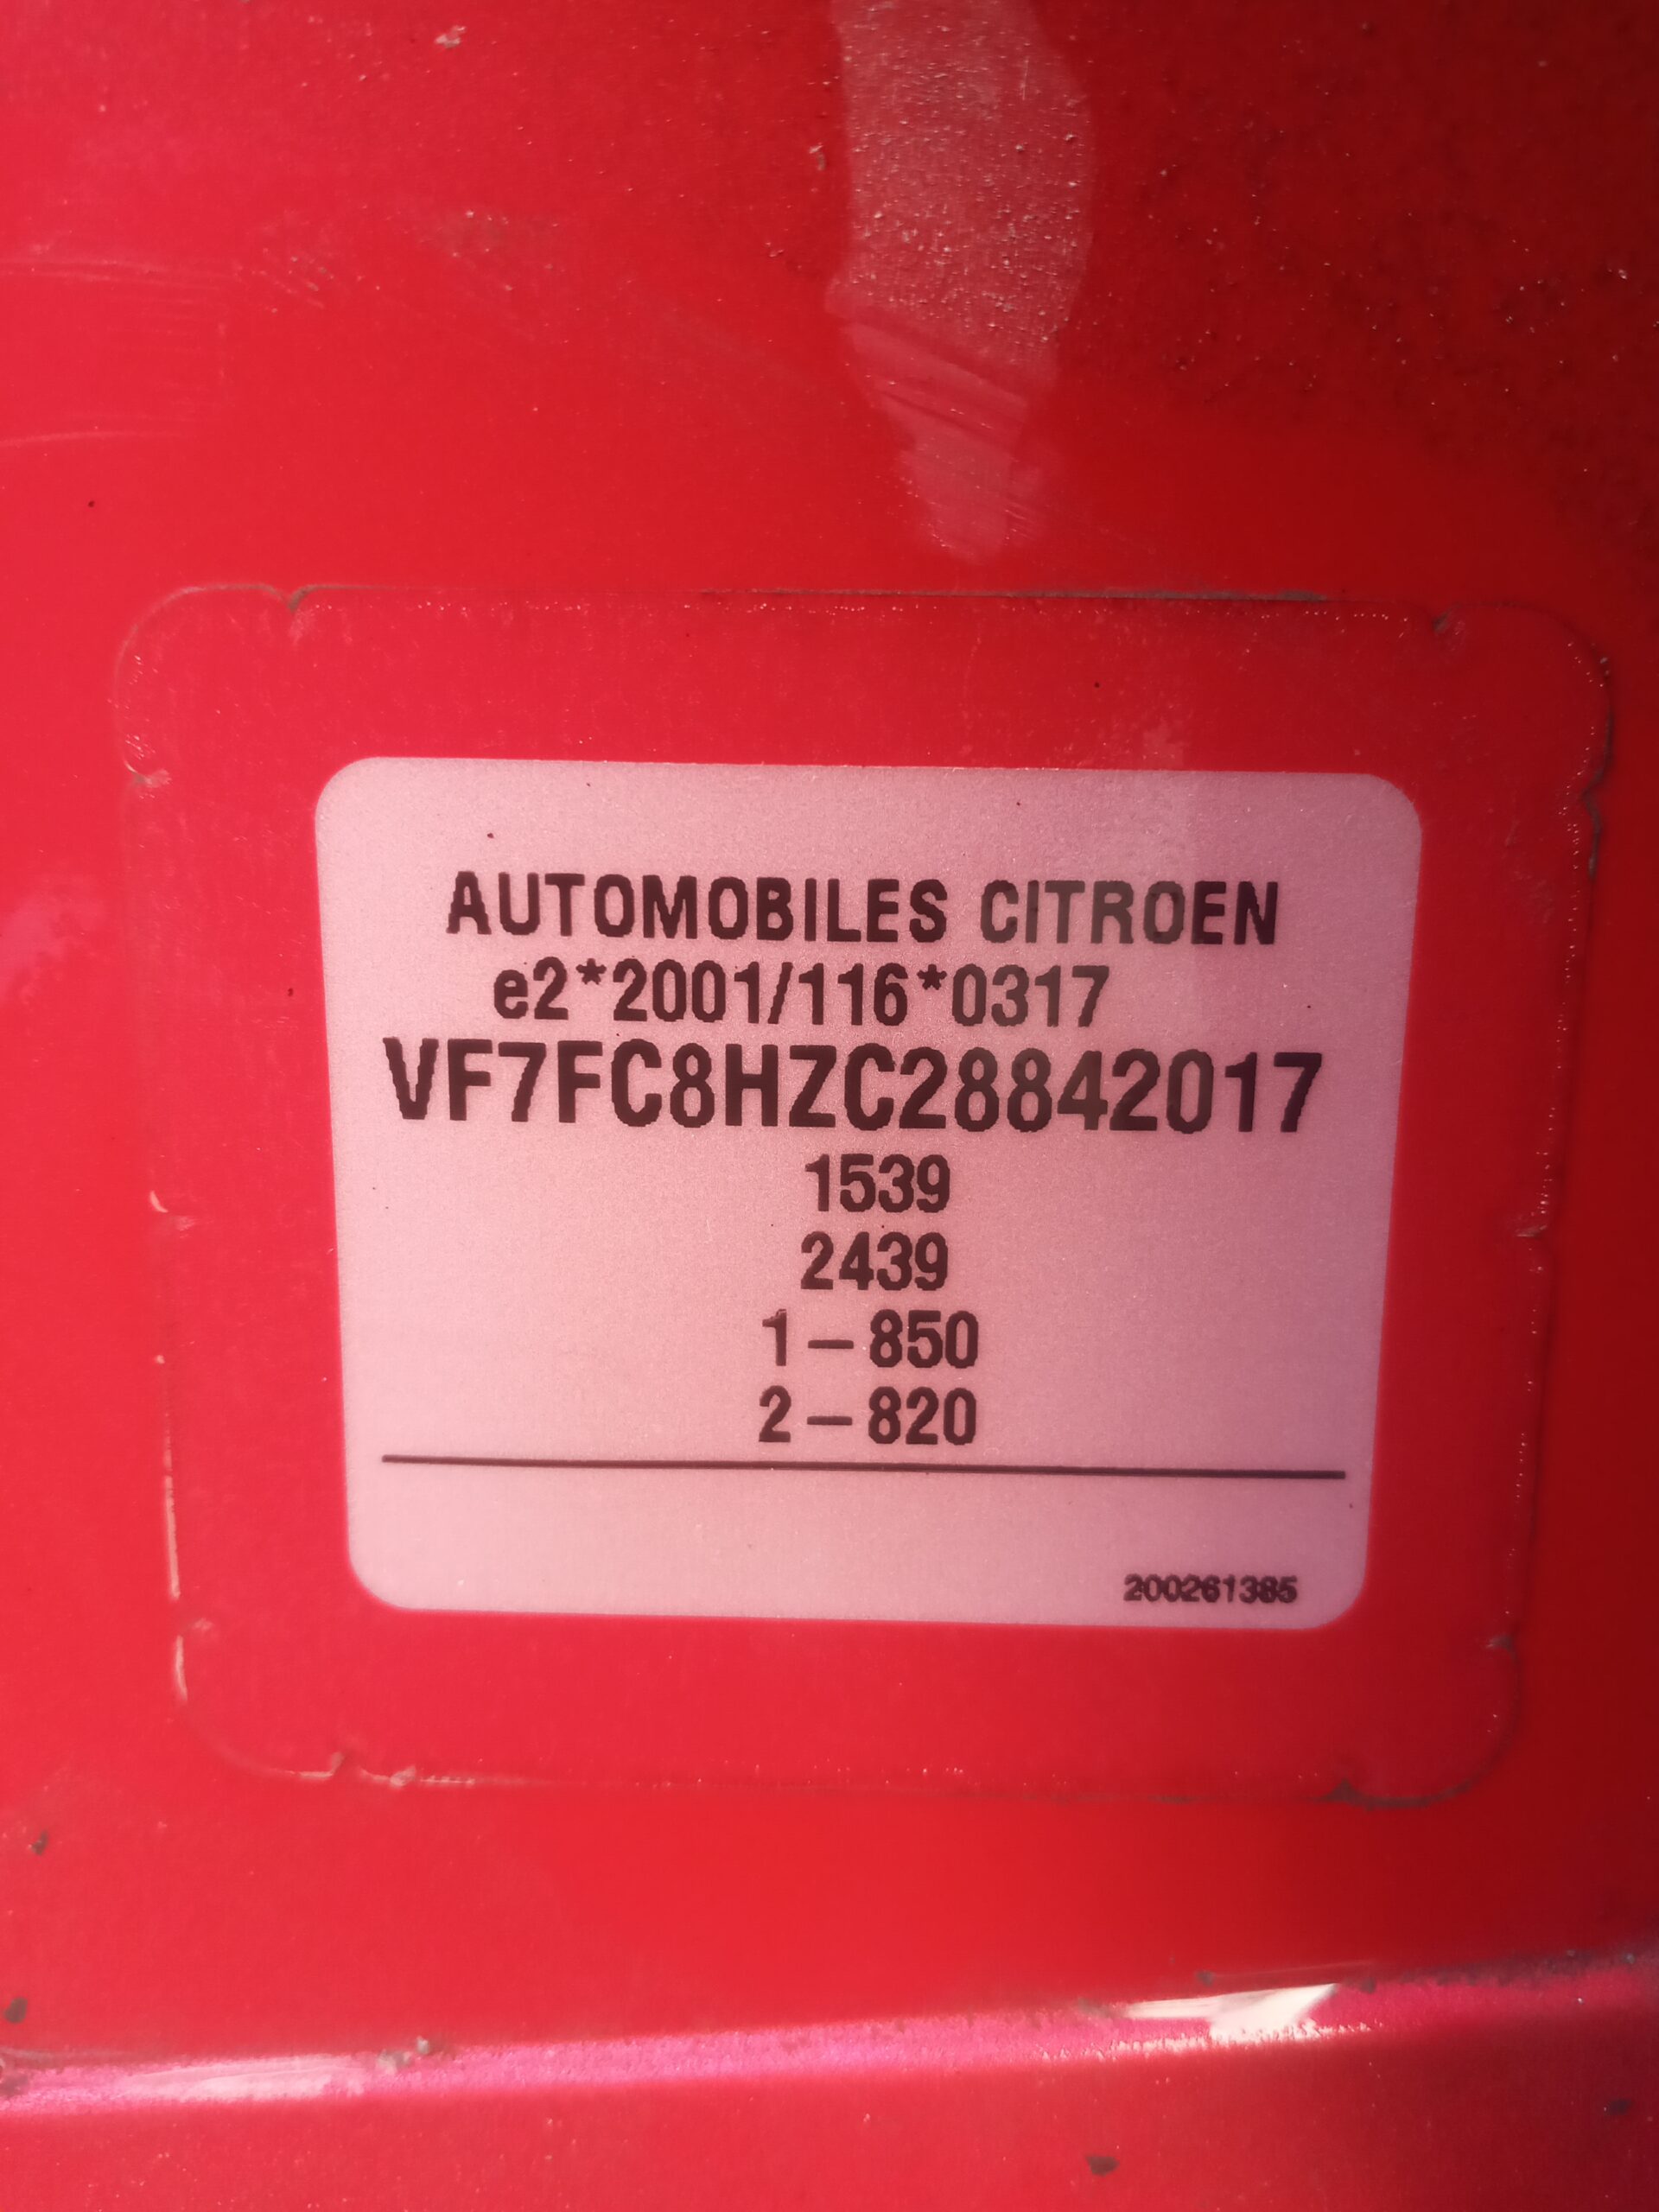 AUTOMOBILES CITROEN
e2*2001/116*0317
VF7FC8HZC28842017
1539
2439
1-850
2-820
200261385